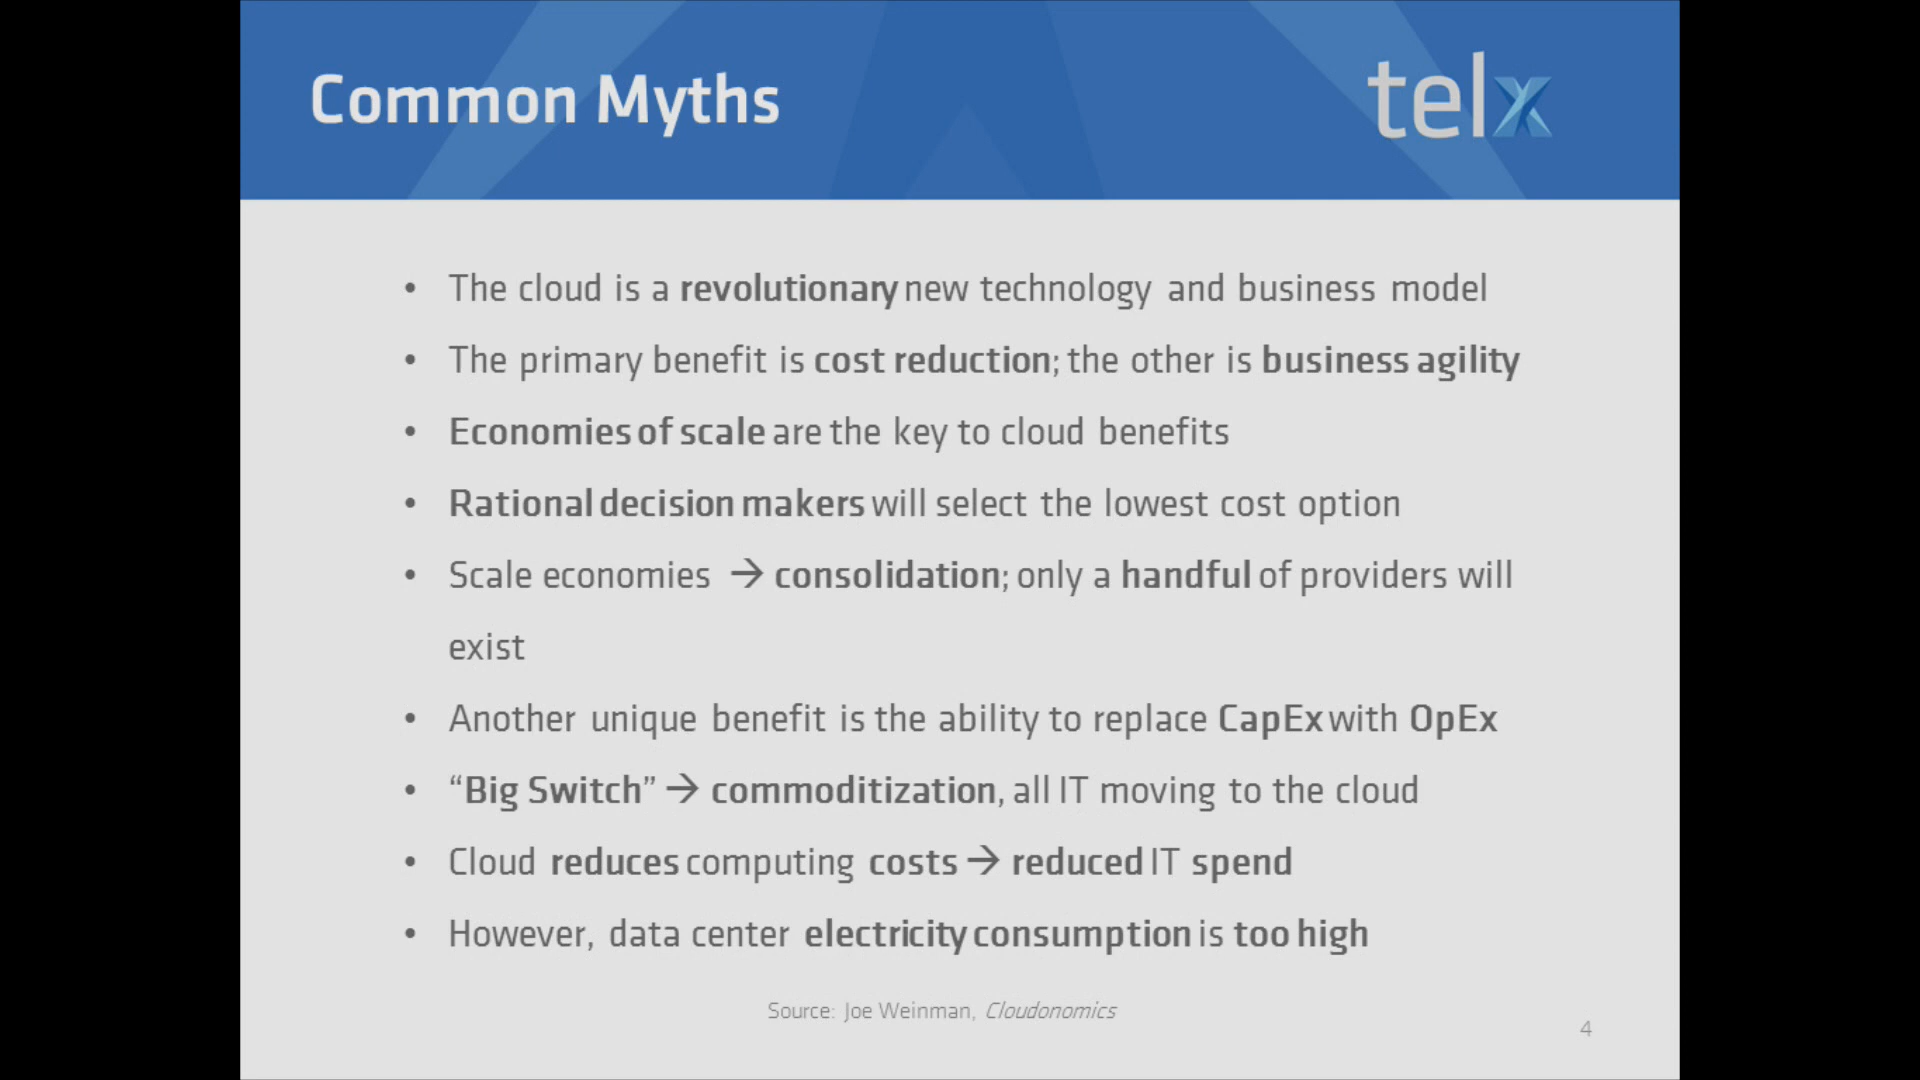 Common Myths
telx
• The cloud is a revolutionary new technology and business model
• The primary benefit is cost reduction; the other is business agility
• Economies of scale are the key to cloud benefits
• Rational decision makers will select the lowest cost option
• Scale economies → consolidation; only a handful of providers will
exist
• Another unique benefit is the ability to replace CapEx with OpEx
• “Big Switch” → commoditization, all IT moving to the cloud
• Cloud reduces computing costs → reduced IT spend
• However, data center electricity consumption is too high
Source: Joe Weinman, Cloudonomics
4